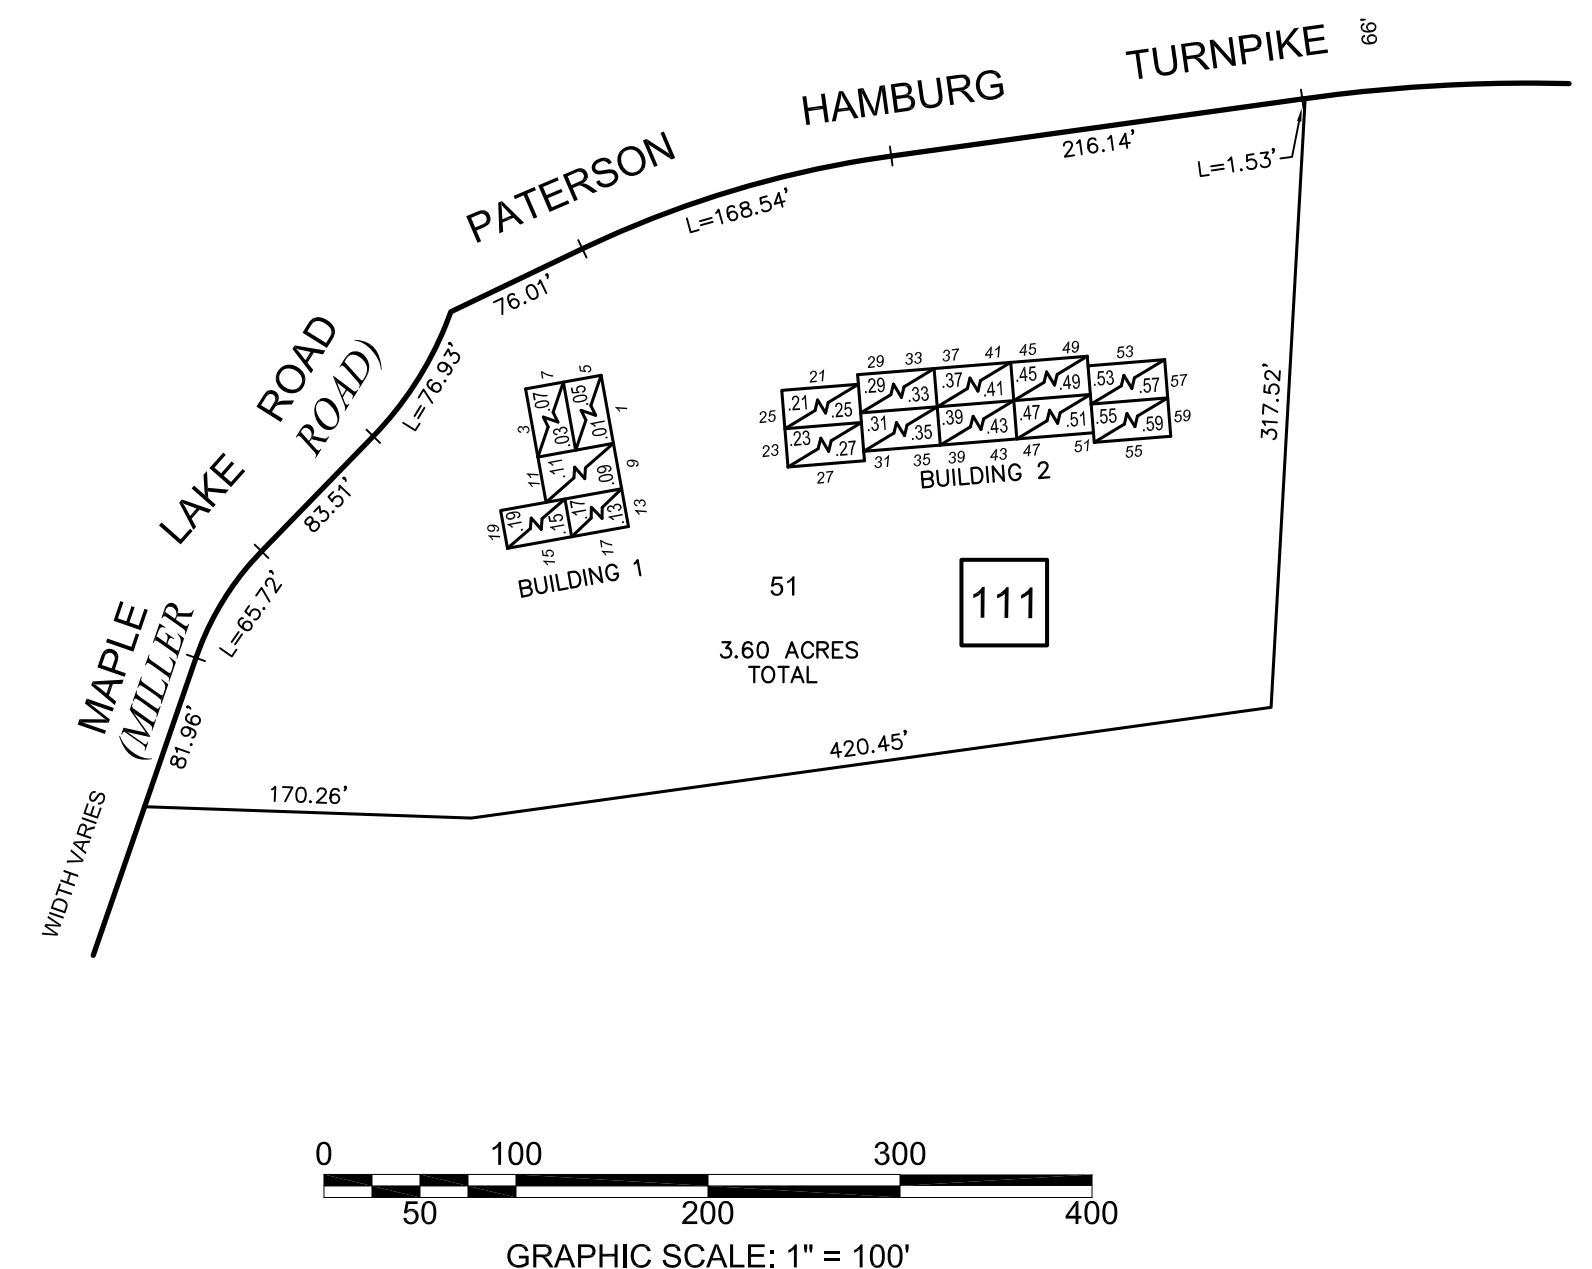 PATERSON HAMBURG TURNPIKE 66'
216.14'
L=1.53'
L=168.54'
76.01'
MAPLE LAKE ROAD
(MILLER ROAD)
L=76.93'
83.51'
L=65.72'
81.96'
WIDTH VARIES
317.52'
420.45'
170.26'
7 5
3 .07 .05 1
.03 .01
11 .11 .09 9
19 .19 .15 .17 .13 13
15 17
BUILDING 1
21 29 33 37 41 45 49 53
25 .21 .25 .29 .33 .37 .41 .45 .49 .53 .57 57
23 .23 .27 .31 .35 .39 .43 .47 .51 .55 .59 59
27 31 35 39 43 47 51 55
BUILDING 2
51
111
3.60 ACRES
TOTAL
0 100 300
50 200 400
GRAPHIC SCALE: 1" = 100'